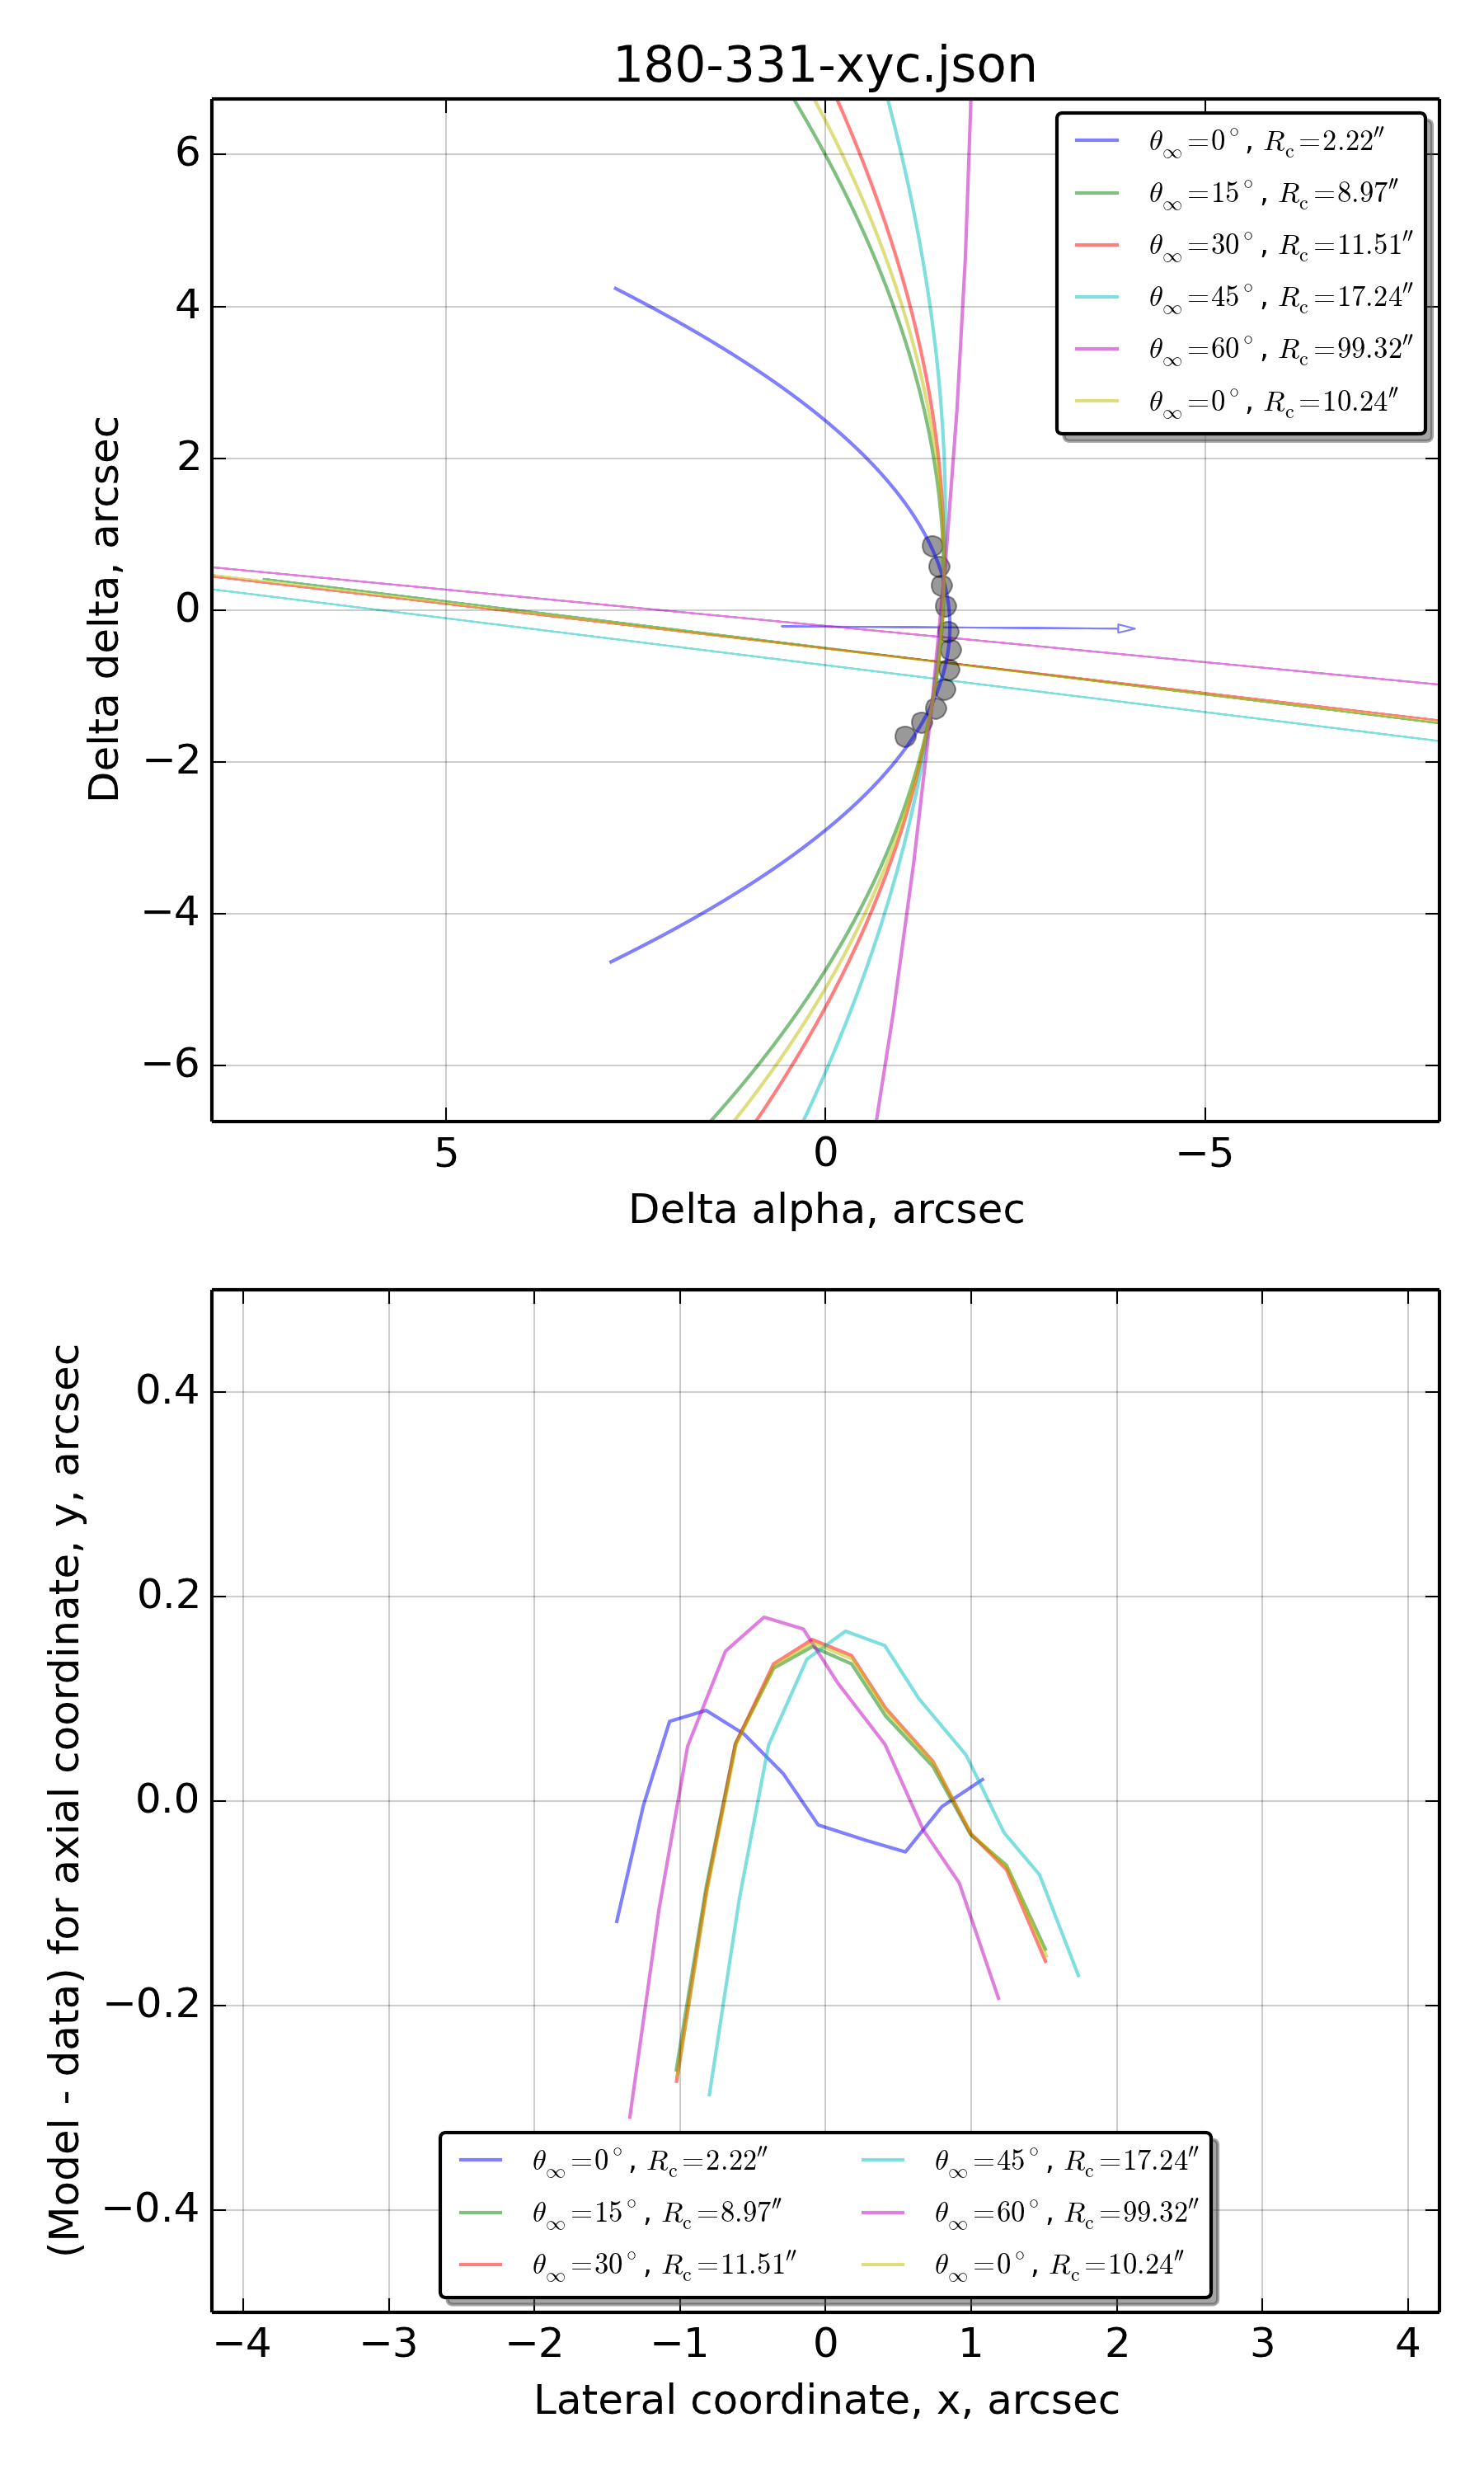 180-331-xyc.json
θ∞=0°, Rc=2.22″
θ∞=15°, Rc=8.97″
θ∞=30°, Rc=11.51″
θ∞=45°, Rc=17.24″
θ∞=60°, Rc=99.32″
θ∞=0°, Rc=10.24″
6
4
2
0
−2
−4
−6
Delta delta, arcsec
5 0 −5
Delta alpha, arcsec
0.4
0.2
0.0
−0.2
−0.4
(Model - data) for axial coordinate, y, arcsec
θ∞=0°, Rc=2.22″ θ∞=45°, Rc=17.24″
θ∞=15°, Rc=8.97″ θ∞=60°, Rc=99.32″
θ∞=30°, Rc=11.51″ θ∞=0°, Rc=10.24″
−4 −3 −2 −1 0 1 2 3 4
Lateral coordinate, x, arcsec